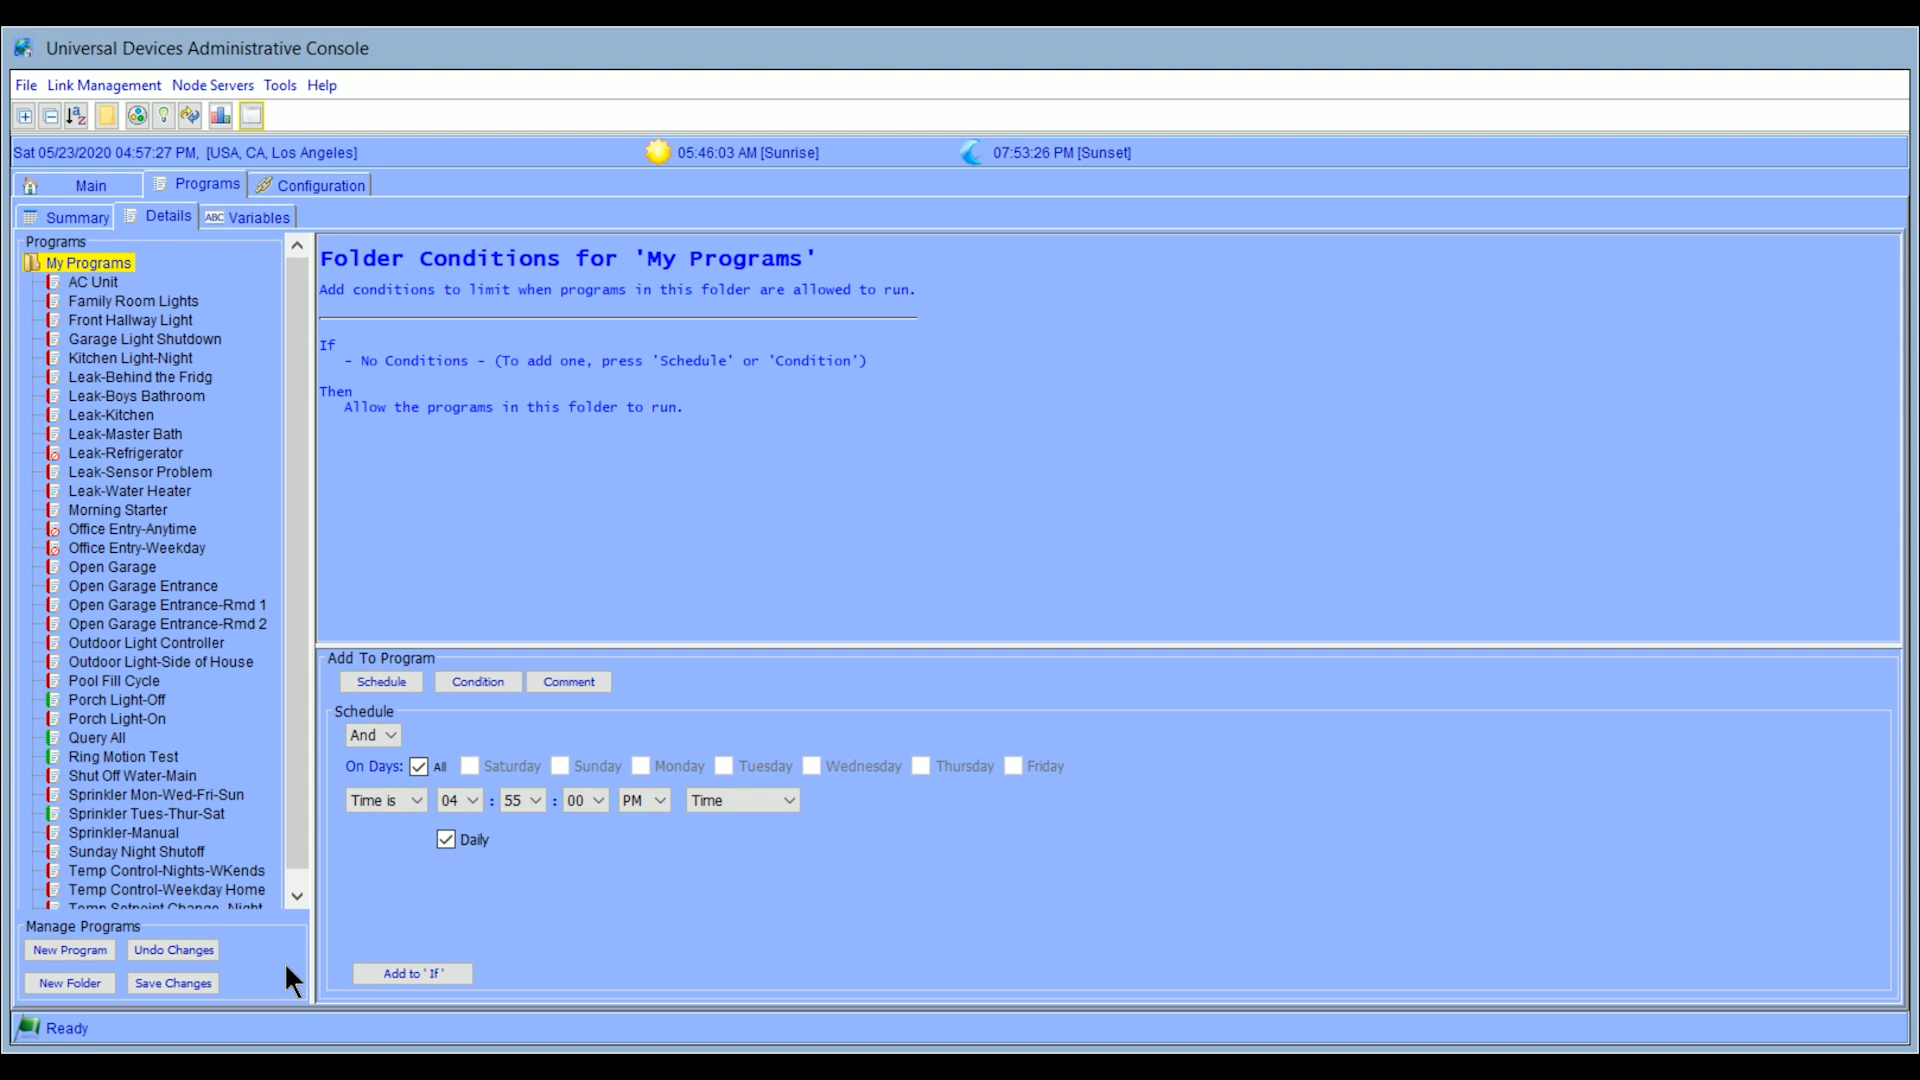 Universal Devices Administrative Console
File Link Management Node Servers Tools Help
Sat 05/23/2020 04:57:27 PM, [USA, CA, Los Angeles] 05:46:03 AM [Sunrise] 07:53:26 PM [Sunset]
Main Programs Configuration
Summary Details ABC Variables
Programs
My Programs
AC Unit
Family Room Lights
Front Hallway Light
Garage Light Shutdown
Kitchen Light-Night
Leak-Behind the Fridg
Leak-Boys Bathroom
Leak-Kitchen
Leak-Master Bath
Leak-Refrigerator
Leak-Sensor Problem
Leak-Water Heater
Morning Starter
Office Entry-Anytime
Office Entry-Weekday
Open Garage
Open Garage Entrance
Open Garage Entrance-Rmd 1
Open Garage Entrance-Rmd 2
Outdoor Light Controller
Outdoor Light-Side of House
Pool Fill Cycle
Porch Light-Off
Porch Light-On
Query All
Ring Motion Test
Shut Off Water-Main
Sprinkler Mon-Wed-Fri-Sun
Sprinkler Tues-Thur-Sat
Sprinkler-Manual
Sunday Night Shutoff
Temp Control-Nights-WKends
Temp Control-Weekday Home
Temp Setpoint Change- Night
Manage Programs
New Program Undo Changes
New Folder Save Changes
Folder Conditions for 'My Programs'
Add conditions to limit when programs in this folder are allowed to run.
If
- No Conditions - (To add one, press 'Schedule' or 'Condition')
Then
Allow the programs in this folder to run.
Add To Program
Schedule Condition Comment
Schedule
And
On Days: All Saturday Sunday Monday Tuesday Wednesday Thursday Friday
Time is 04 : 55 : 00 PM Time
Daily
Add to 'If'
Ready